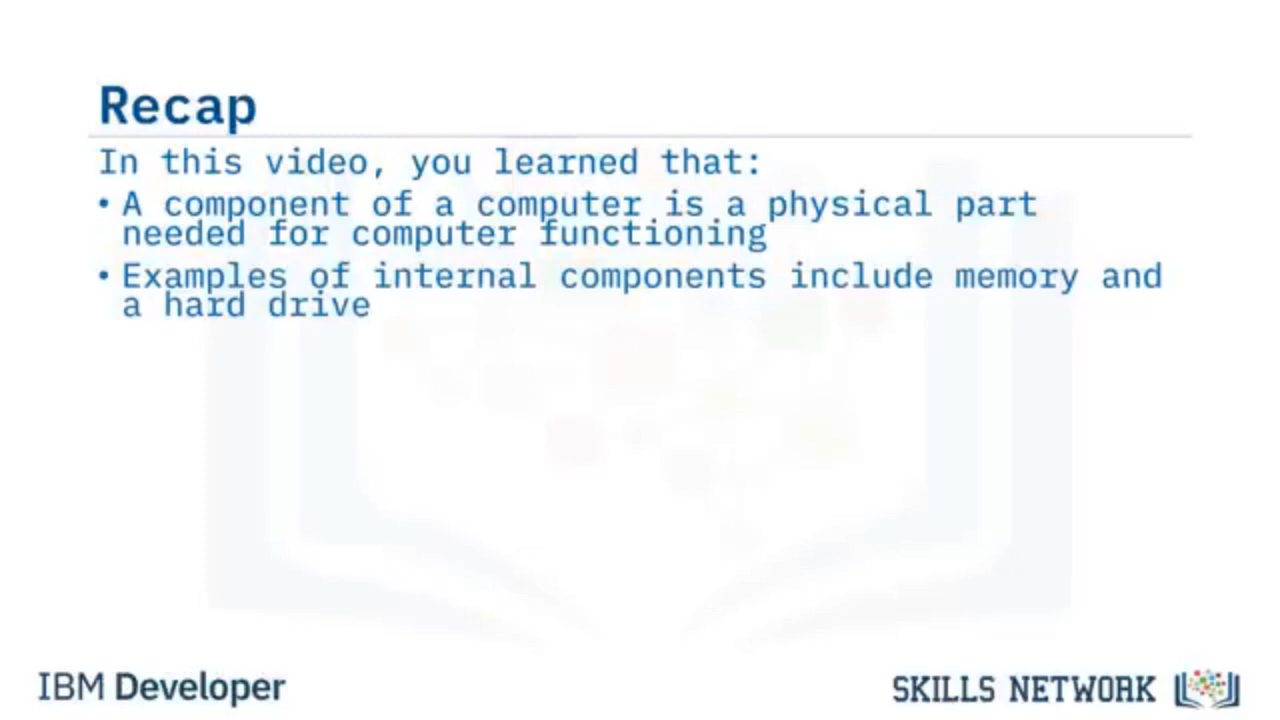 Recap
In this video, you learned that:
• A component of a computer is a physical part
needed for computer functioning
• Examples of internal components include memory and
a hard drive
IBM Developer
SKILLS NETWORK